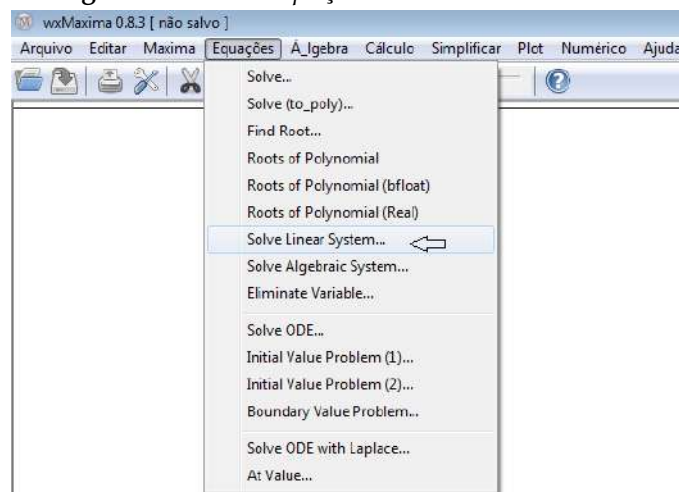 wxMaxima 0.8.3 [ não salvo ]
Arquivo Editar Maxima Equações Á_lgebra Cálculo Simplificar Plot Numérico Ajuda
Solve...
Solve (to_poly)...
Find Root...
Roots of Polynomial
Roots of Polynomial (bfloat)
Roots of Polynomial (Real)
Solve Linear System...
Solve Algebraic System...
Eliminate Variable...
Solve ODE...
Initial Value Problem (1)...
Initial Value Problem (2)...
Boundary Value Problem...
Solve ODE with Laplace...
At Value...